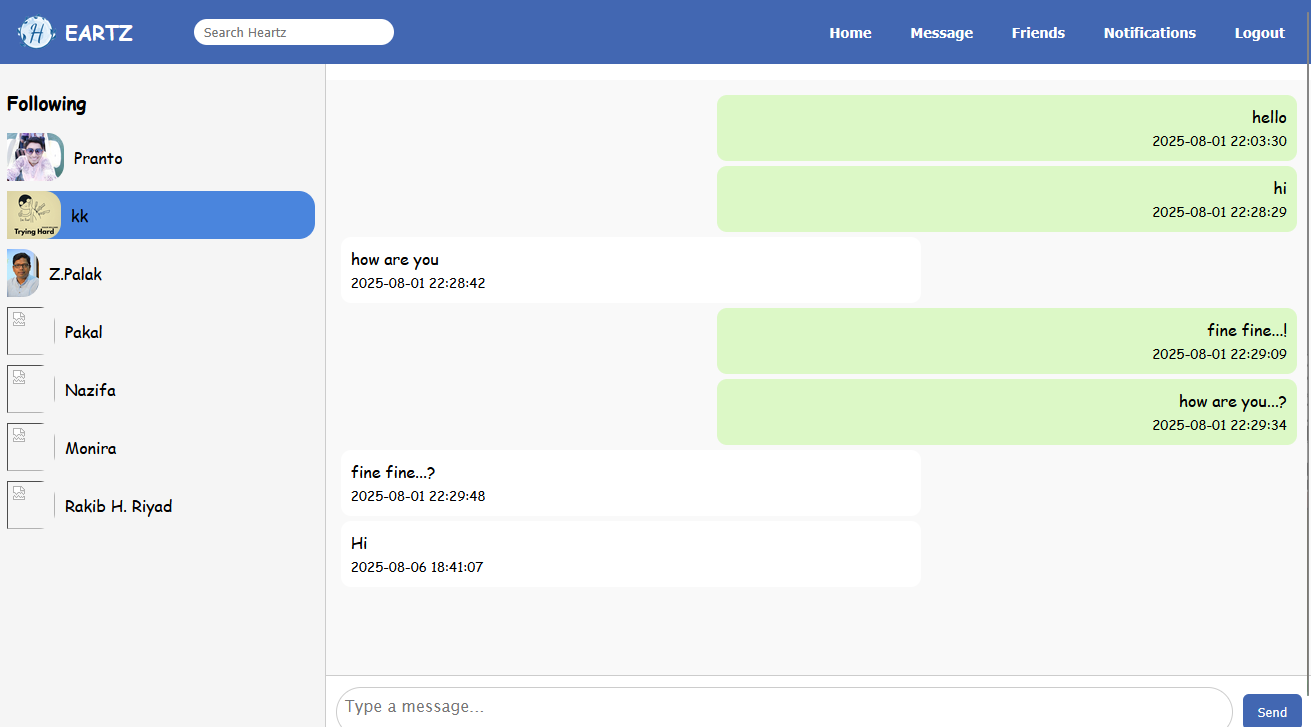 H EARTZ
Search Heartz
Home
Message
Friends
Notifications
Logout
Following
Pranto
kk
Trying Hard
Z.Palak
Pakal
Nazifa
Monira
Rakib H. Riyad
hello
2025-08-01 22:03:30
hi
2025-08-01 22:28:29
how are you
2025-08-01 22:28:42
fine fine...!
2025-08-01 22:29:09
how are you...?
2025-08-01 22:29:34
fine fine...?
2025-08-01 22:29:48
Hi
2025-08-06 18:41:07
Type a message...
Send